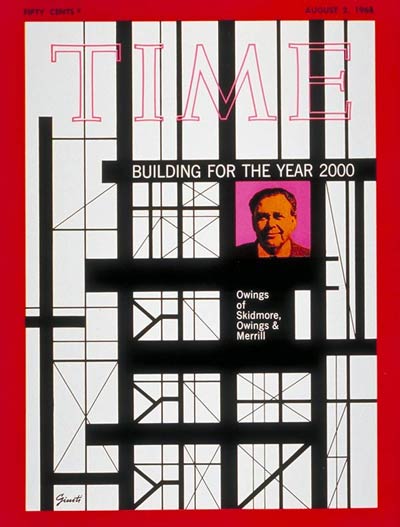 FIFTY CENTS
AUGUST 2, 1968
TIME
BUILDING FOR THE YEAR 2000
Owings
of
Skidmore,
Owings &
Merrill
Giusti